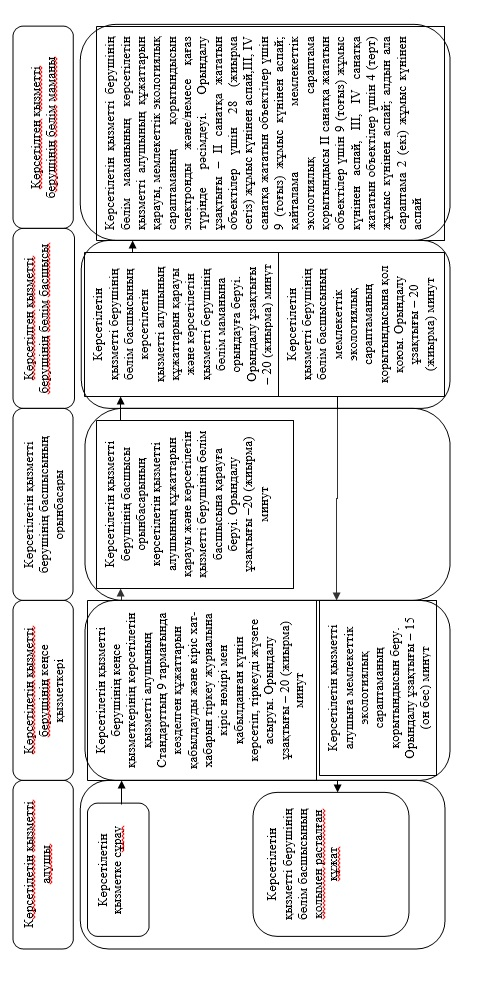 Көрсетілетін қызметті
алушы
Көрсетілетін қызметті
берушінің кеңсе
қызметкері
Көрсетілетін қызметті
берушінің басшысының
орынбасары
Көрсетілген қызметті
берушінің бөлім басшысы
Көрсетілген қызметті
берушінің бөлім маманы
Көрсетілетін
қызметке сұрау
Көрсетілетін қызметті
берушінің кеңсе
қызметкерінің көрсетілетін
қызметті алушының
Стандарттың 9 тармағында
көзделген құжаттарын
қабылдауды және кіріс хат-
хабарын тіркеу журналына
кіріс нөмірі мен
қабылданған күнін
көрсетіп, тіркеуді жүзеге
асыруы. Орындалу
ұзақтығы – 20 (жиырма)
минут
Көрсетілетін қызметті
берушінің басшысы
орынбасарының
көрсетілетін қызметті
алушының құжаттарын
қарауы және көрсетілетін
қызметті берушінің бөлім
басшысына қарауға
беруі. Орындалу
ұзақтығы –20 (жиырма)
минут
Көрсетілетін
қызметті берушінің
бөлім басшысының
көрсетілетін
қызметті алушының
құжаттарын қарауы
және көрсетілетін
қызметті берушінің
бөлім маманына
орындауға беруі.
Орындалу ұзақтығы
– 20 (жиырма) минут
Көрсетілетін қызметті берушінің
бөлім маманының көрсетілетін
қызметті алушының құжаттарын
қарауы, мемлекеттік экологиялық
сараптаманың қорытындысын
электронды және/немесе қағаз
түрінде рәсімдеуі. Орындалу
ұзақтығы – II санатқа жататын
объектілер үшін 28 (жиырма
сегіз) жұмыс күнінен аспай,III, IV
санатқа жататын объектілер үшін
9 (тоғыз) жұмыс күнінен аспай;
қайталама мемлекеттік
экологиялық сараптама
қорытындысы II санатқа жататын
объектілер үшін 9 (тоғыз) жұмыс
күнінен аспай, III, IV санатқа
жататын объектілер үшін 4 (төрт)
жұмыс күнінен аспай; алдын ала
сараптама 2 (екі) жұмыс күнінен
аспай
Көрсетілетін
қызметті берушінің
бөлім басшысының
мемлекеттік
экологиялық
сараптаманың
қорытындысына қол
қоюы. Орындалу
ұзақтығы – 20
(жиырма) минут
Көрсетілетін қызметті
алушыға мемлекеттік
экологиялық
сараптаманың
қорытындысын беру.
Орындалу ұзақтығы – 15
(он бес) минут
Көрсетілетін
қызметті берушінің
бөлім басшысының
қолымен расталған
құжат